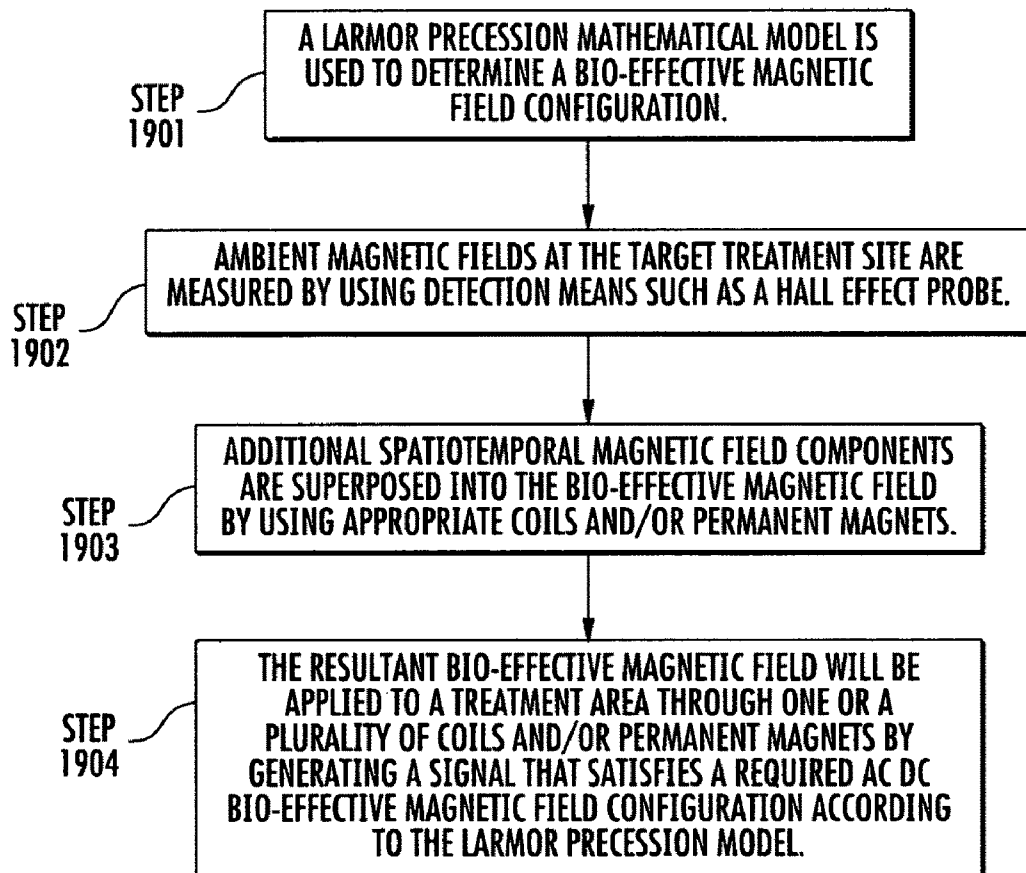 STEP
1901
A LARMOR PRECESSION MATHEMATICAL MODEL IS
USED TO DETERMINE A BIO-EFFECTIVE MAGNETIC
FIELD CONFIGURATION.
STEP
1902
AMBIENT MAGNETIC FIELDS AT THE TARGET TREATMENT SITE ARE
MEASURED BY USING DETECTION MEANS SUCH AS A HALL EFFECT PROBE.
STEP
1903
ADDITIONAL SPATIOTEMPORAL MAGNETIC FIELD COMPONENTS
ARE SUPERPOSED INTO THE BIO-EFFECTIVE MAGNETIC FIELD
BY USING APPROPRIATE COILS AND/OR PERMANENT MAGNETS.
STEP
1904
THE RESULTANT BIO-EFFECTIVE MAGNETIC FIELD WILL BE
APPLIED TO A TREATMENT AREA THROUGH ONE OR A
PLURALITY OF COILS AND/OR PERMANENT MAGNETS BY
GENERATING A SIGNAL THAT SATISFIES A REQUIRED AC DC
BIO-EFFECTIVE MAGNETIC FIELD CONFIGURATION ACCORDING
TO THE LARMOR PRECESSION MODEL.